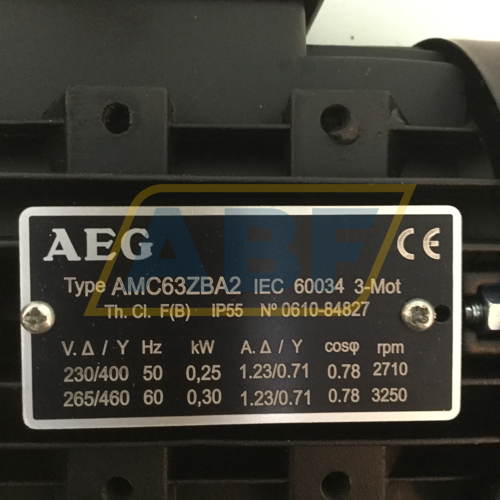 AEG CE
Type AMC63ZBA2 IEC 60034 3-Mot
Th. Cl. F(B) IP55 Nº 0610-84827
V. Δ / Y Hz kW A. Δ / Y cosφ rpm
230/400 50 0,25 1.23/0.71 0.78 2710
265/460 60 0,30 1.23/0.71 0.78 3250
ABF